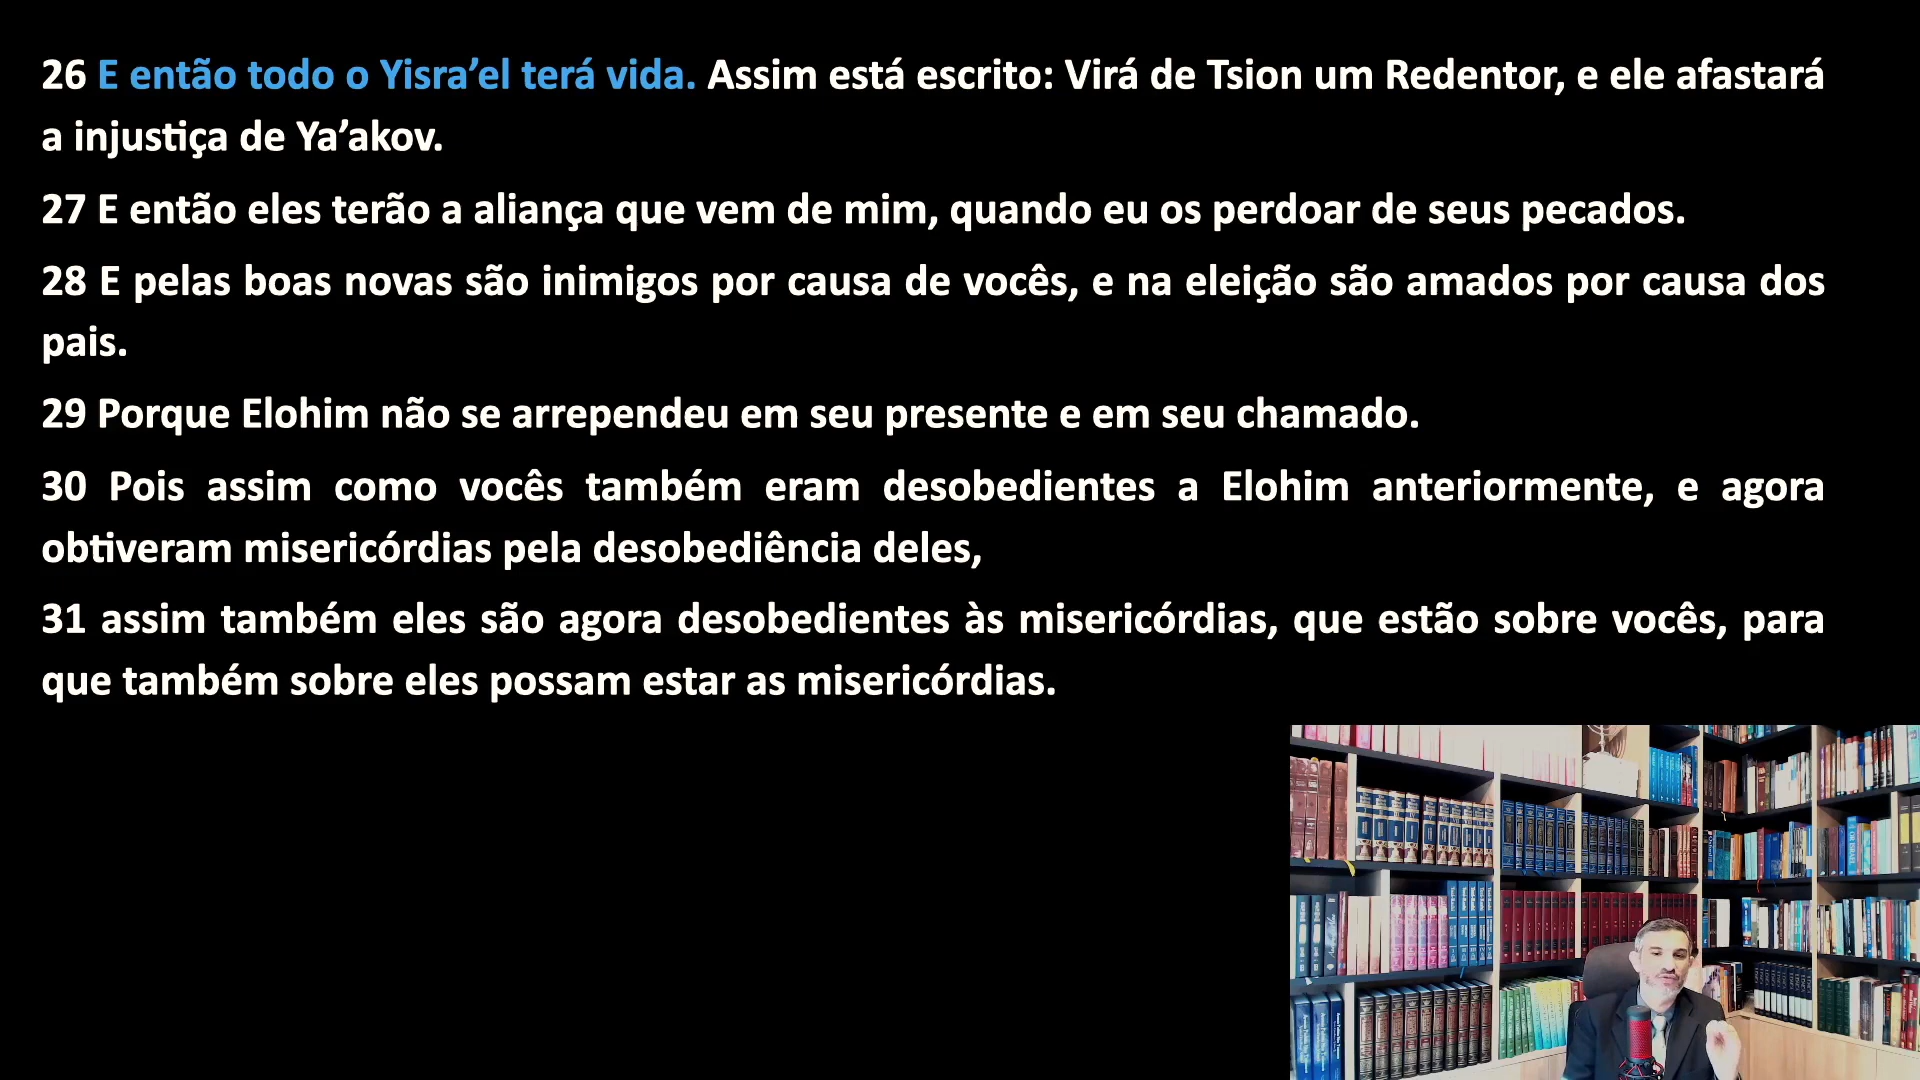 26 E então todo o Yisra’el terá vida. Assim está escrito: Virá de Tsion um Redentor, e ele afastará
a injustiça de Ya’akov.
27 E então eles terão a aliança que vem de mim, quando eu os perdoar de seus pecados.
28 E pelas boas novas são inimigos por causa de vocês, e na eleição são amados por causa dos
pais.
29 Porque Elohim não se arrependeu em seu presente e em seu chamado.
30 Pois assim como vocês também eram desobedientes a Elohim anteriormente, e agora
obtiveram misericórdias pela desobediência deles,
31 assim também eles são agora desobedientes às misericórdias, que estão sobre vocês, para
que também sobre eles possam estar as misericórdias.